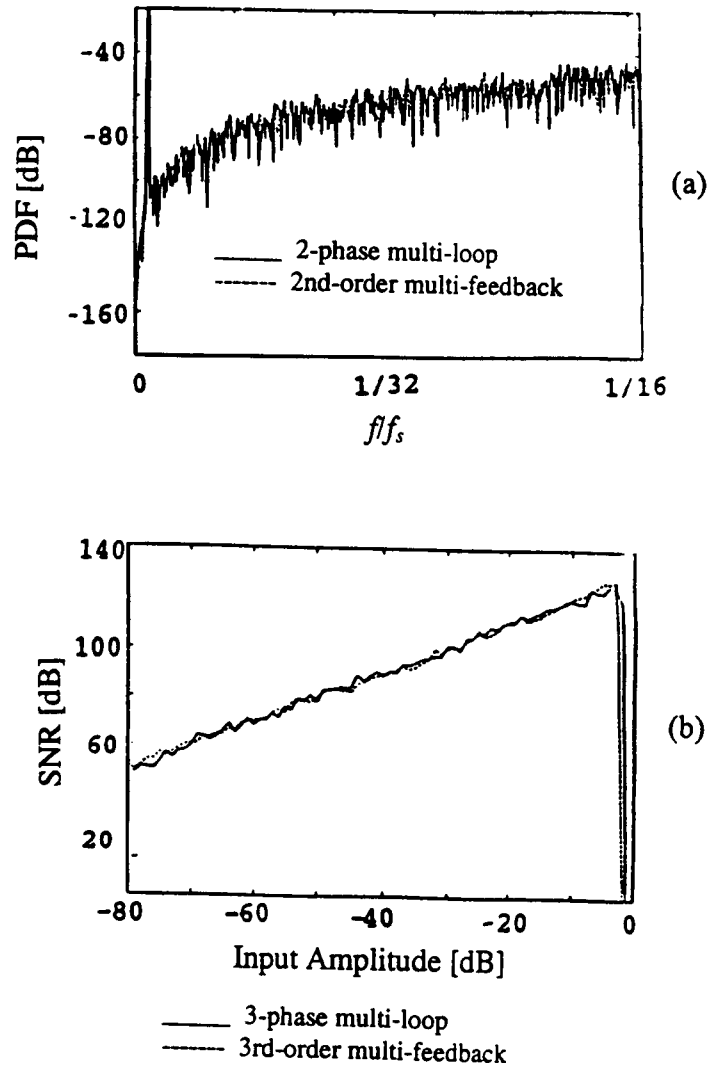 -40
-80
-120
-160
PDF [dB]
2-phase multi-loop
2nd-order multi-feedback
(a)
0 1/32 1/16
f/fs
140
100
60
20
SNR [dB]
(b)
-80 -60 -40 -20 0
Input Amplitude [dB]
3-phase multi-loop
3rd-order multi-feedback